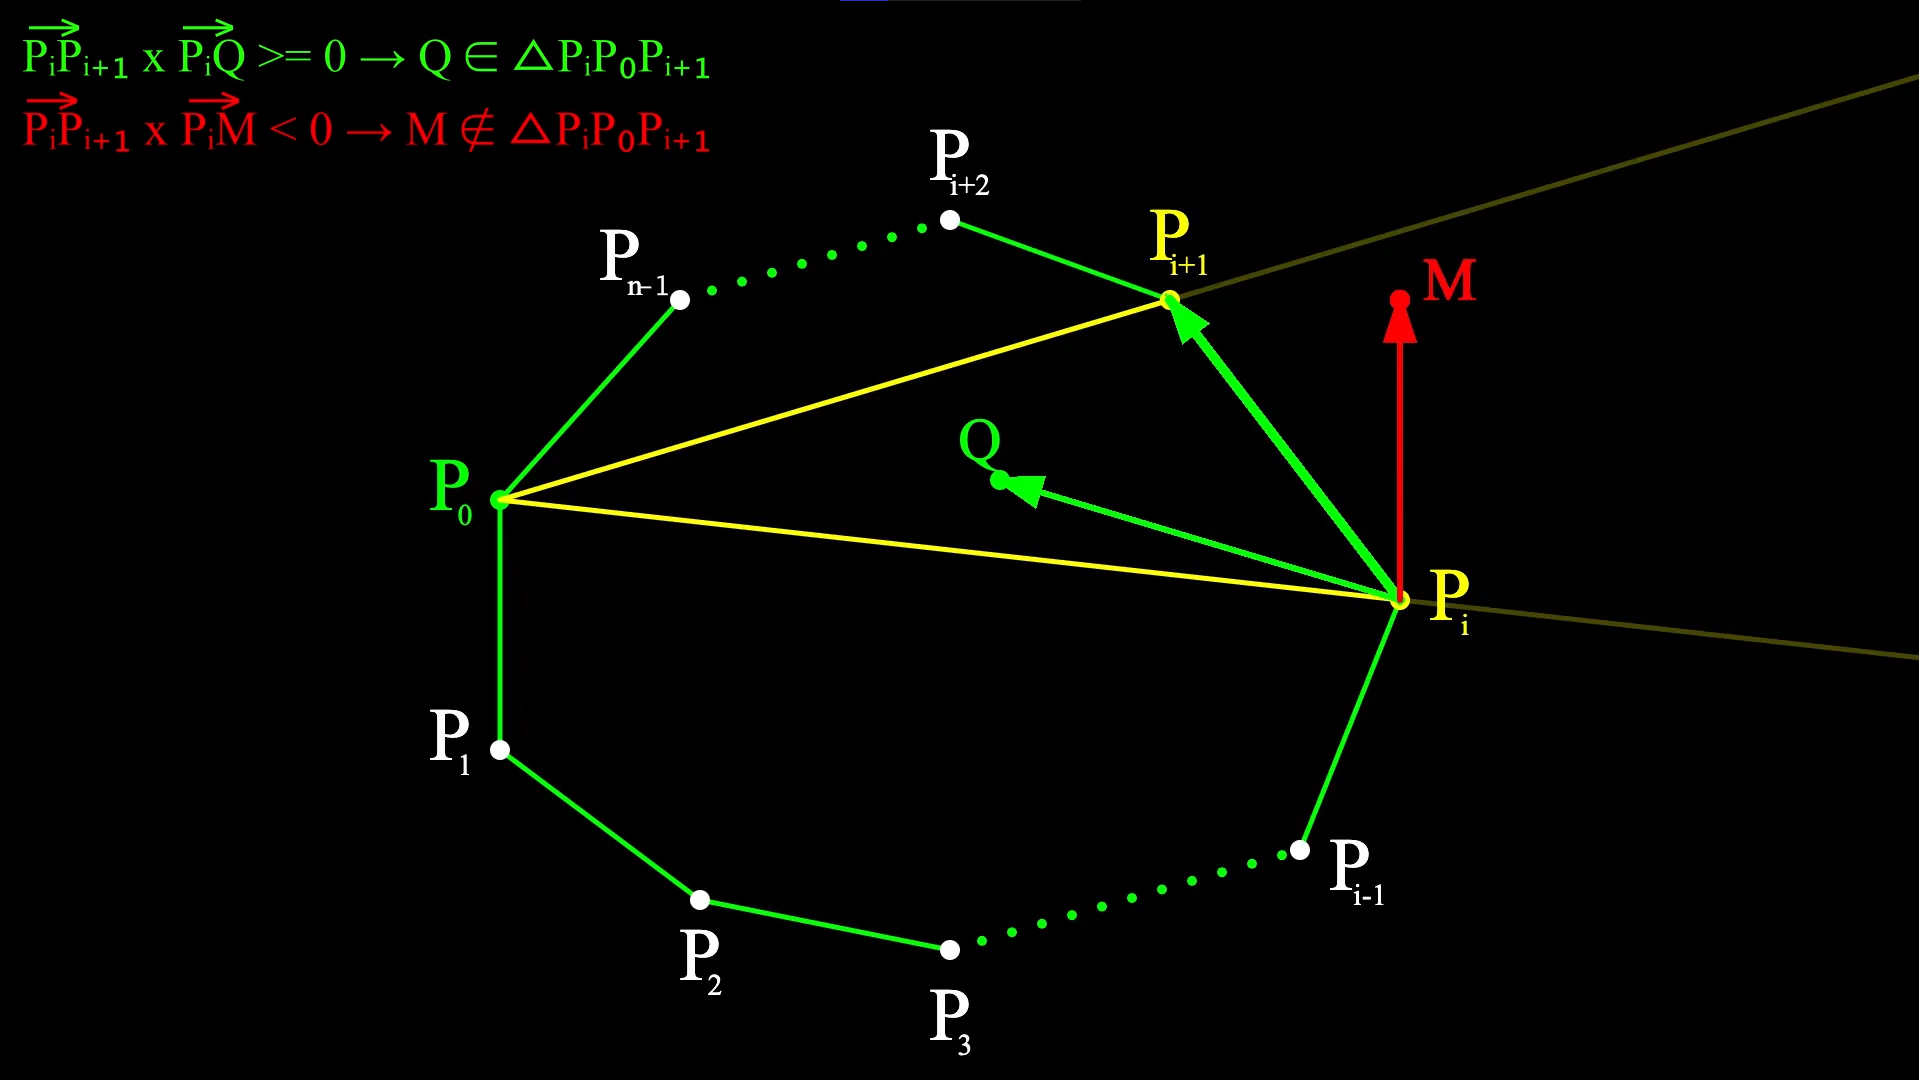 PᵢPᵢ₊₁ x PᵢQ >= 0 → Q ∈ △PᵢP₀Pᵢ₊₁
PᵢPᵢ₊₁ x PᵢM < 0 → M ∉ △PᵢP₀Pᵢ₊₁
Pᵢ₊₂
Pₙ₋₁
Pᵢ₊₁
M
Q
P₀
Pᵢ
P₁
Pᵢ₋₁
P₂
P₃